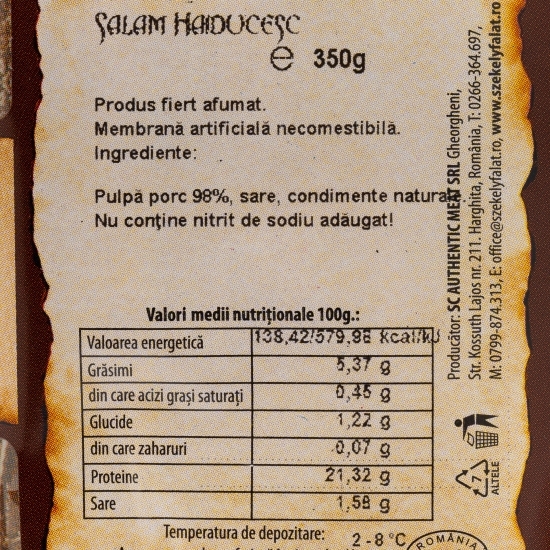 SALAM HAIDUCESC
e 350g
Produs fiert afumat.
Membrană artificială necomestibilă.
Ingrediente:
Pulpă porc 98%, sare, condimente naturale
Nu conține nitrit de sodiu adăugat!
Valori medii nutriționale 100g.:
Valoarea energetică 138,42/579,98 kcal/kJ
Grăsimi 5,37 g
din care acizi grași saturați 0,46 g
Glucide 1,22 g
din care zaharuri 0,07 g
Proteine 21,32 g
Sare 1,58 g
Temperatura de depozitare: 2-8°C
Producător: SC AUTHENTIC MEAT SRL Gheorgheni,
Str. Kossuth Lajos nr. 211. Harghita, România, T: 0266-364.697,
M: 0799-874.313, E: office@szekelyfalat.ro, www.szekelyfalat.ro
7
ALTELE
ROMÂNIA